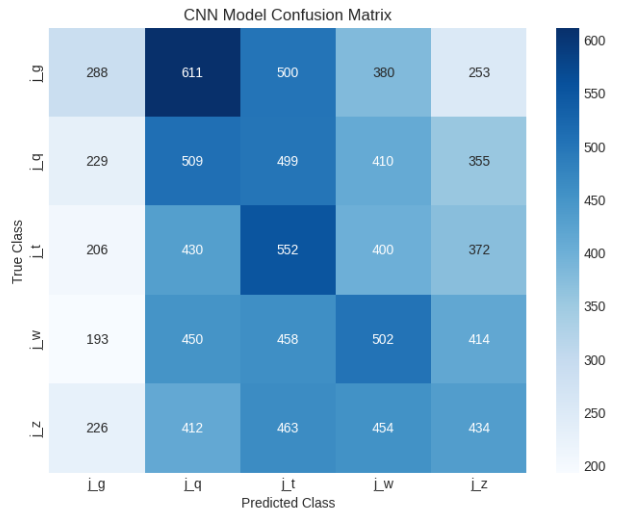 CNN Model Confusion Matrix
j_g 288 611 500 380 253
j_q 229 509 499 410 355
j_t 206 430 552 400 372
j_w 193 450 458 502 414
j_z 226 412 463 454 434
j_g j_q j_t j_w j_z
Predicted Class
True Class
600
550
500
450
400
350
300
250
200